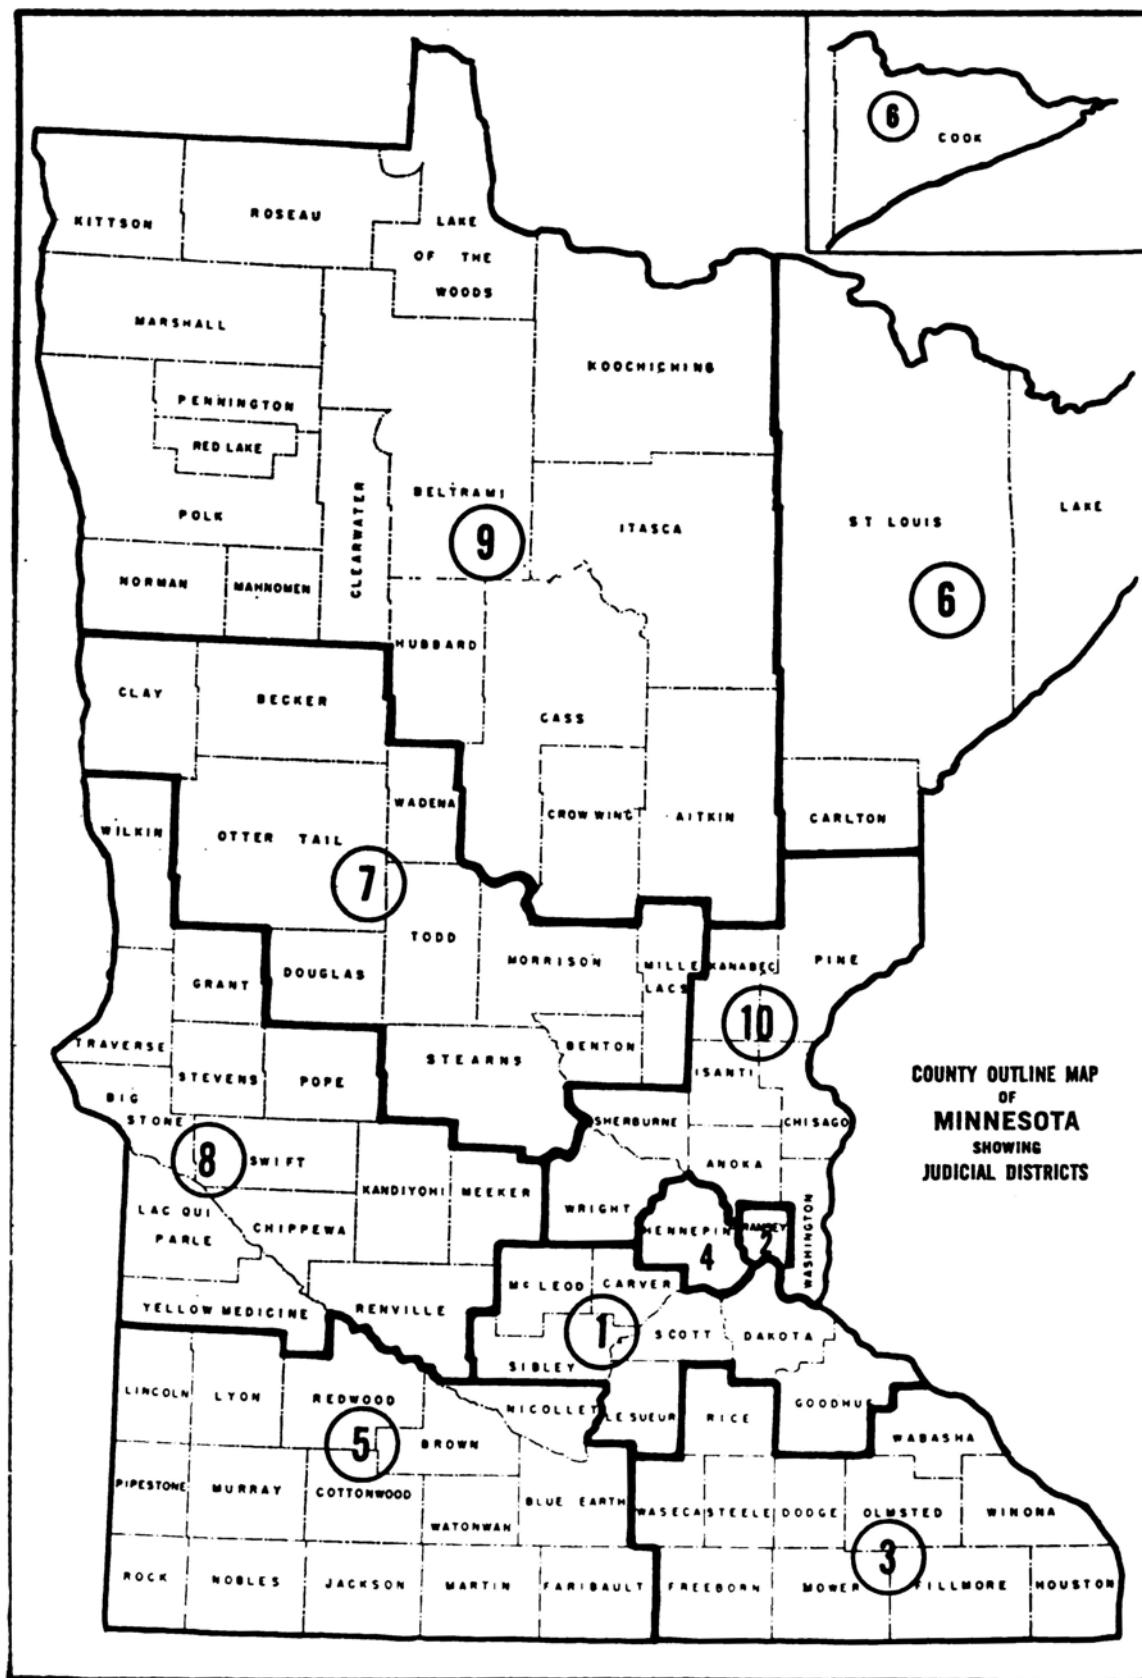 6
COOK
KITTSON
ROSEAU
LAKE
OF THE
WOODS
MARSHALL
KOOCHICHING
PENNINGTON
RED LAKE
POLK
CLEARWATER
BELTRAMI
9
ITASCA
ST LOUIS
LAKE
6
NORMAN
MAHNOMEN
HUBBARD
CLAY
BECKER
CASS
WADENA
CROW WING
AITKIN
CARLTON
WILKIN
OTTER TAIL
7
TODD
MORRISON
MILLE
LACS
KANABEC
PINE
10
DOUGLAS
GRANT
TRAVERSE
STEVENS
POPE
STEARNS
BENTON
ISANTI
CHISAGO
BIG
STONE
8
SWIFT
SHERBURNE
ANOKA
COUNTY OUTLINE MAP
OF
MINNESOTA
SHOWING
JUDICIAL DISTRICTS
LAC QUI
PARLE
CHIPPEWA
KANDIYOHI
MEEKER
WRIGHT
HENNEPIN
4
RAMSEY
2
WASHINGTON
YELLOW MEDICINE
RENVILLE
MC LEOD
CARVER
1
SCOTT
DAKOTA
SIBLEY
LINCOLN
LYON
REDWOOD
5
BROWN
NICOLLET
LE SUEUR
RICE
GOODHUE
WABASHA
PIPESTONE
MURRAY
COTTONWOOD
WATONWAN
BLUE EARTH
WASECA
STEELE
DODGE
OLMSTED
WINONA
3
ROCK
NOBLES
JACKSON
MARTIN
FARIBAULT
FREEBORN
MOWER
FILLMORE
HOUSTON